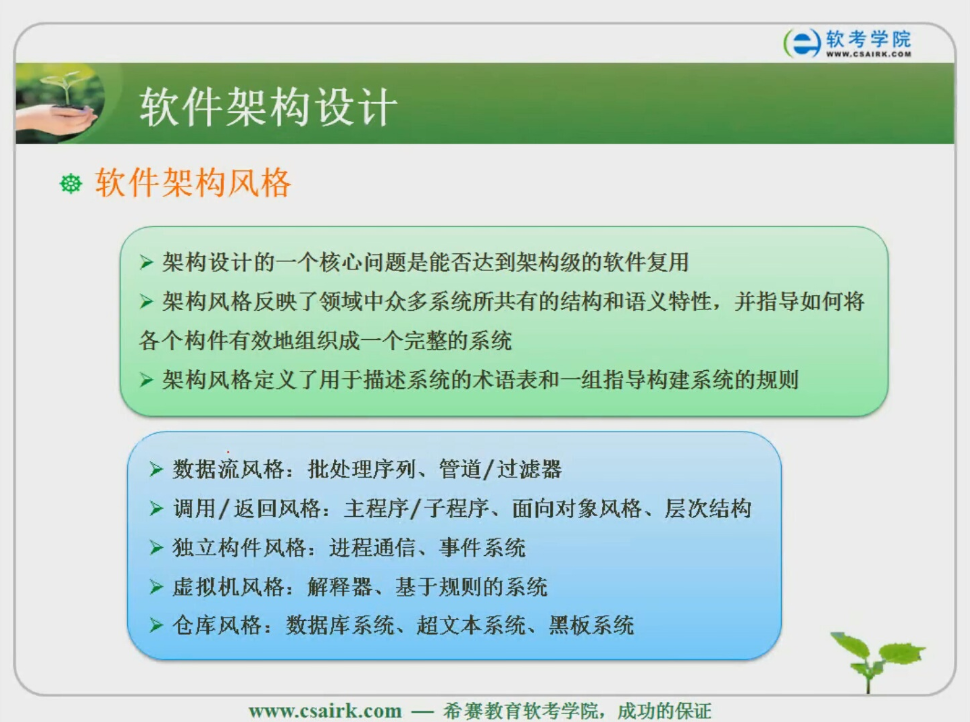 软考学院
WWW.CSAIRK.COM
软件架构设计
软件架构风格
架构设计的一个核心问题是能否达到架构级的软件复用
架构风格反映了领域中众多系统所共有的结构和语义特性，并指导如何将
各个构件有效地组织成一个完整的系统
架构风格定义了用于描述系统的术语表和一组指导构建系统的规则
数据流风格：批处理序列、管道/过滤器
调用/返回风格：主程序/子程序、面向对象风格、层次结构
独立构件风格：进程通信、事件系统
虚拟机风格：解释器、基于规则的系统
仓库风格：数据库系统、超文本系统、黑板系统
www.csairk.com — 希赛教育软考学院，成功的保证